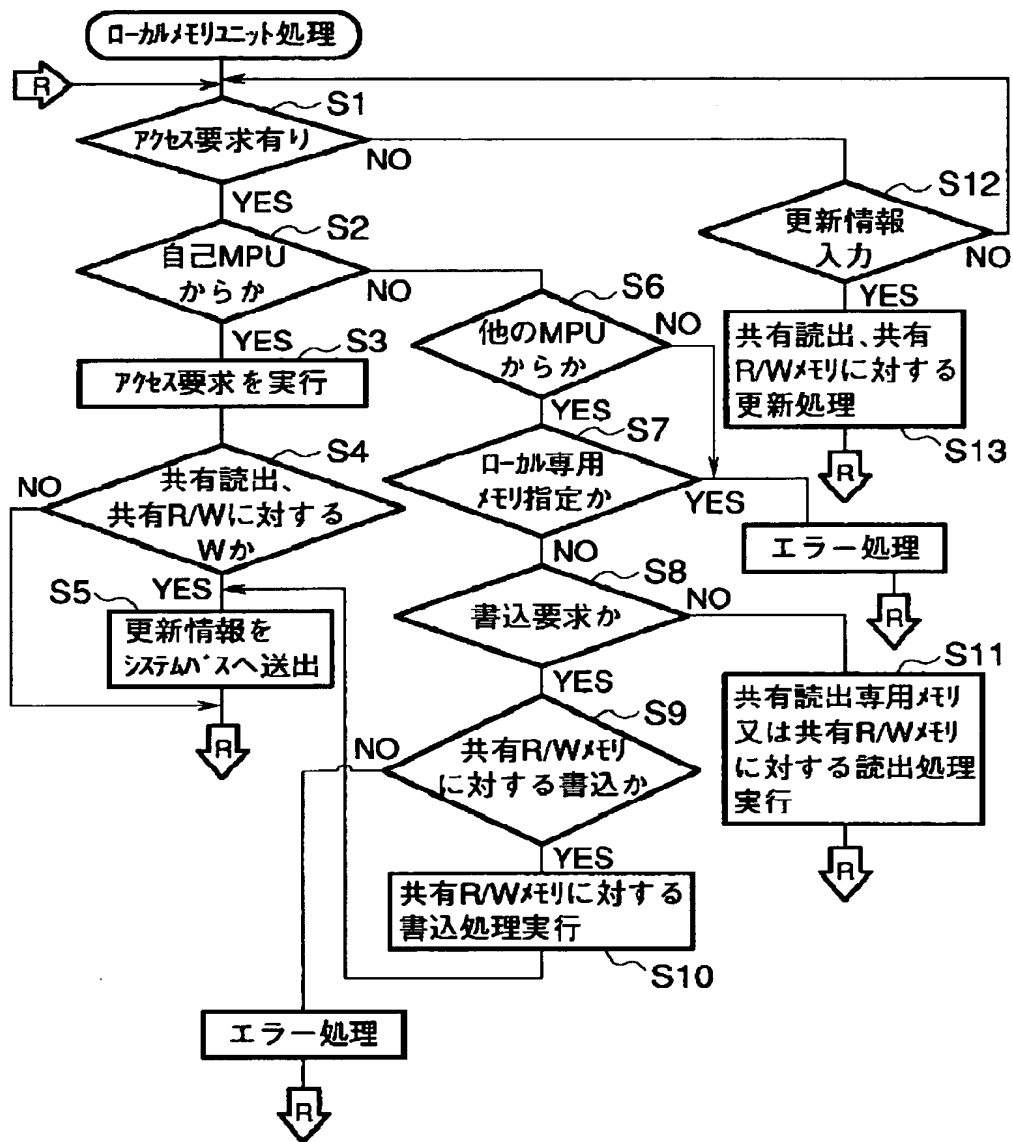 ローカルメモリユニット処理
R
S1
アクセス要求有り
NO
YES
S12
更新情報
入力
NO
YES
S2
自己MPU
からか
NO
YES
S6
他のMPU
からか
NO
YES
S3
アクセス要求を実行
共有読出、共有
R/Wメモリに対する
更新処理
S13
R
S4
NO
共有読出、
共有R/Wに対する
Wか
YES
S7
ローカル専用
メモリ指定か
YES
NO
エラー処理
R
S5
更新情報を
システムバスへ送出
R
S8
書込要求か
NO
YES
S11
共有読出専用メモリ
又は共有R/Wメモリ
に対する読出処理
実行
R
S9
NO
共有R/Wメモリ
に対する書込か
YES
共有R/Wメモリに対する
書込処理実行
S10
エラー処理
R